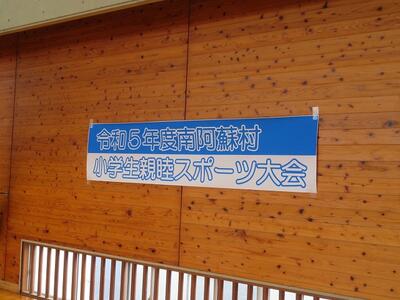 令和5年度南阿蘇村
小学生親睦スポーツ大会